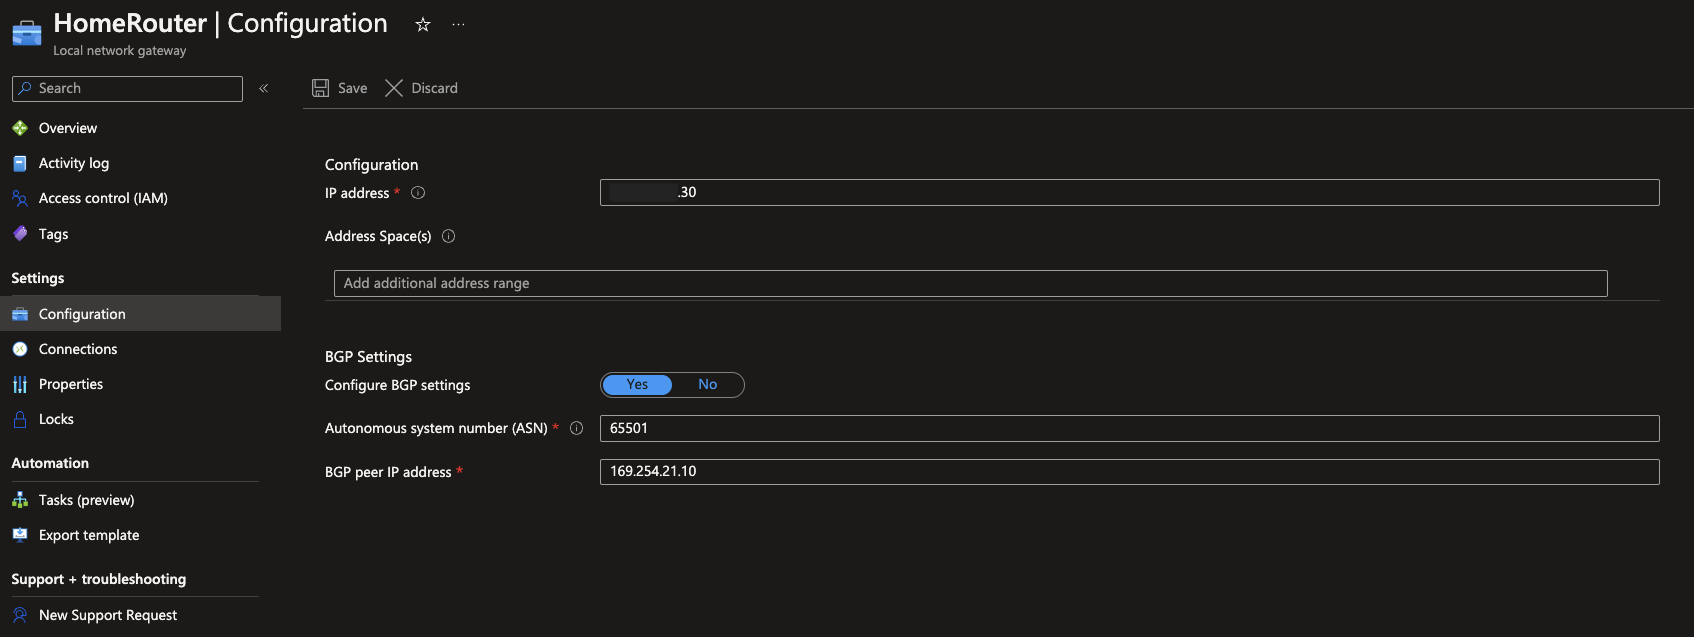 HomeRouter | Configuration
Local network gateway
Search
Save
Discard
Overview
Activity log
Access control (IAM)
Tags
Settings
Configuration
Connections
Properties
Locks
Automation
Tasks (preview)
Export template
Support + troubleshooting
New Support Request
Configuration
IP address *
.30
Address Space(s)
Add additional address range
BGP Settings
Configure BGP settings
Yes No
Autonomous system number (ASN) *
65501
BGP peer IP address *
169.254.21.10